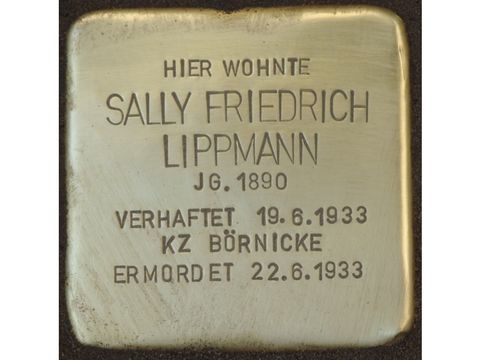 HIER WOHNTE
SALLY FRIEDRICH
LIPPMANN
JG. 1890
VERHAFTET 19.6.1933
KZ BÖRNICKE
ERMORDET 22.6.1933